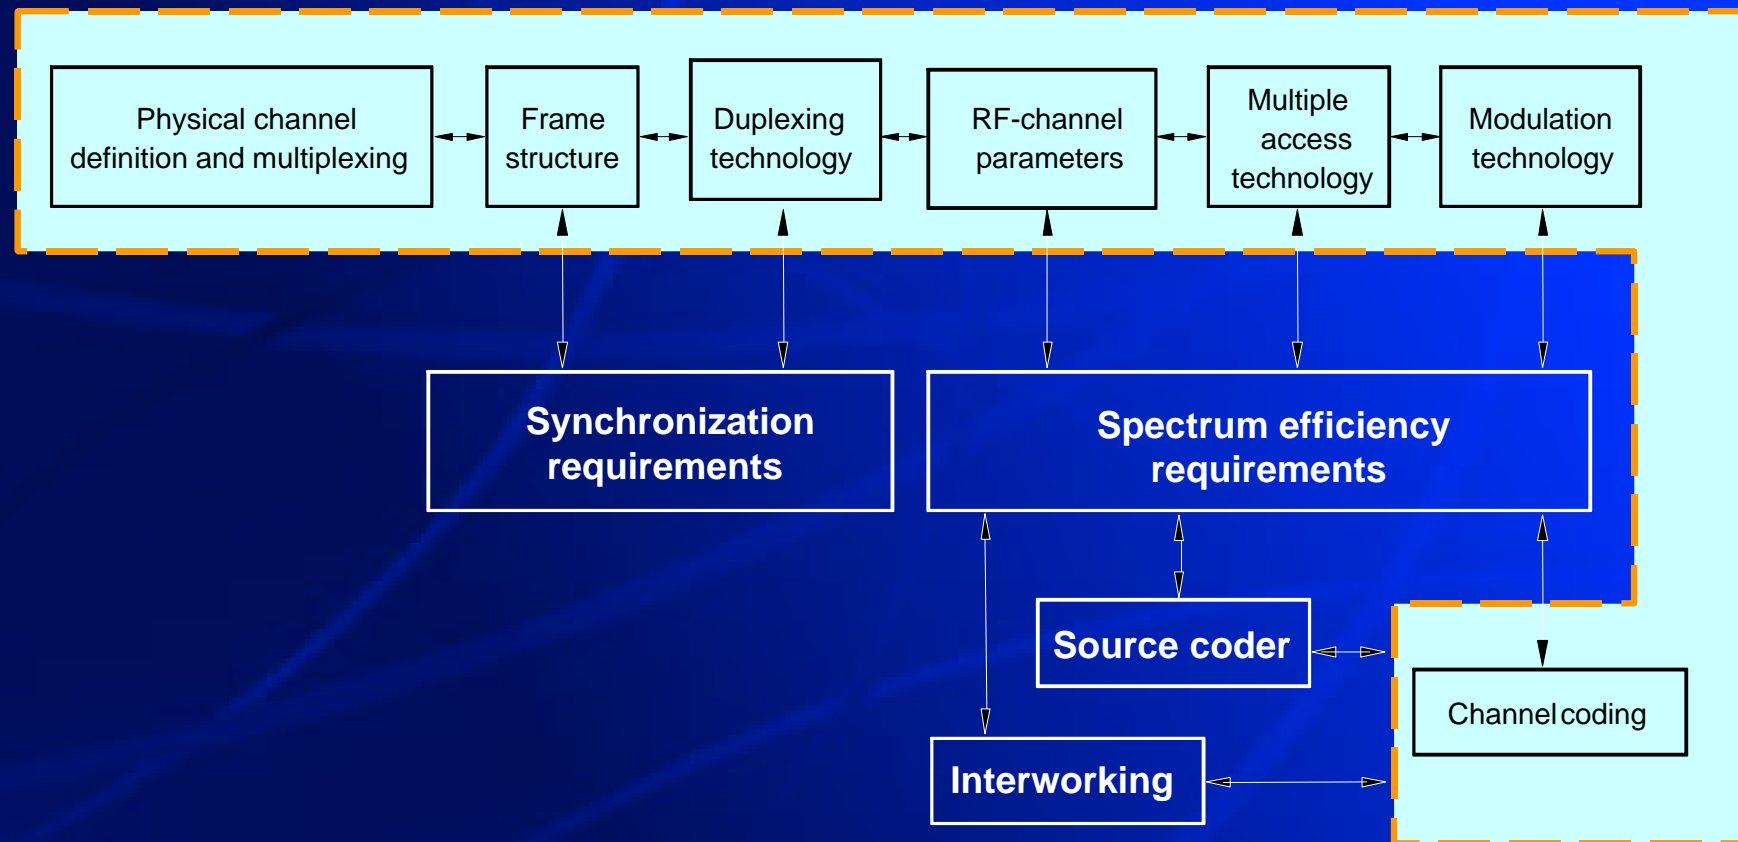 Physical channel
definition and multiplexing
Frame
structure
Duplexing
technology
RF-channel
parameters
Multiple
access
technology
Modulation
technology
Synchronization
requirements
Spectrum efficiency
requirements
Source coder
Channel coding
Interworking